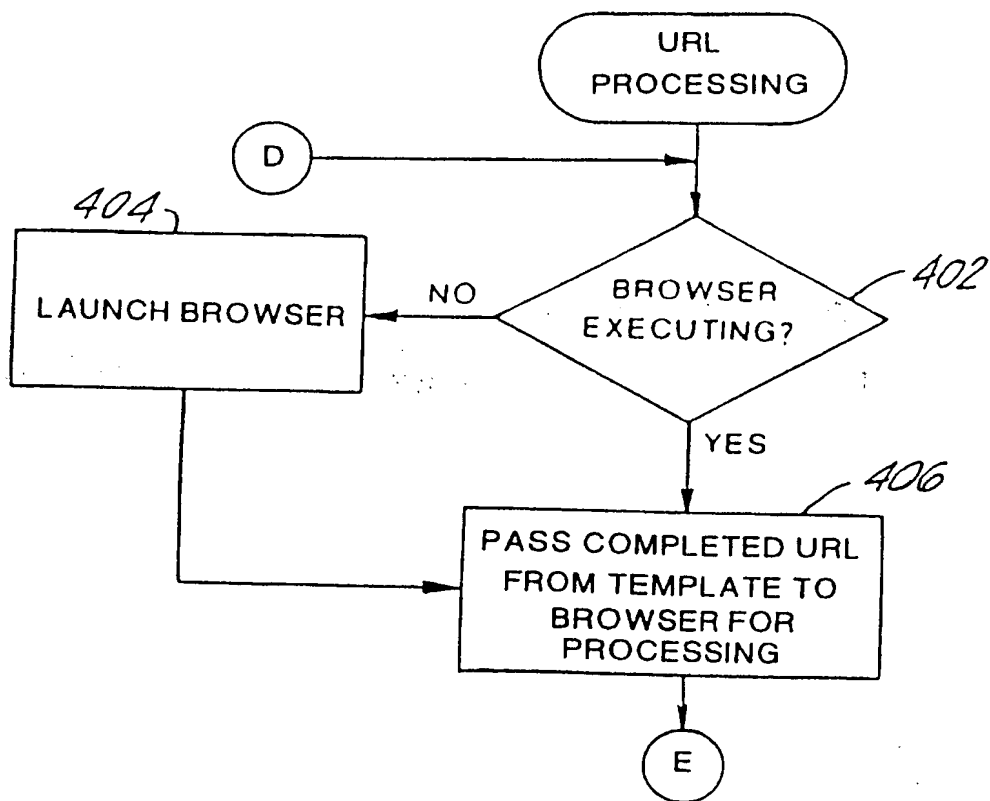 URL
PROCESSING
D
404
LAUNCH BROWSER
NO
BROWSER
EXECUTING?
402
YES
406
PASS COMPLETED URL
FROM TEMPLATE TO
BROWSER FOR
PROCESSING
E